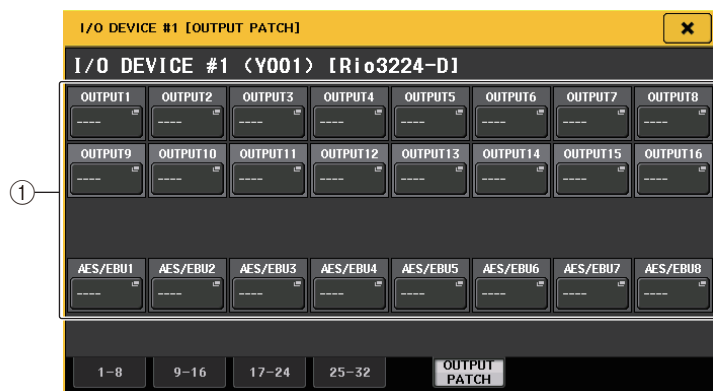 I/O DEVICE #1 [OUTPUT PATCH]
I/O DEVICE #1 (Y001) [Rio3224-D]
OUTPUT1 OUTPUT2 OUTPUT3 OUTPUT4 OUTPUT5 OUTPUT6 OUTPUT7 OUTPUT8
---- ---- ---- ---- ---- ---- ---- ----
OUTPUT9 OUTPUT10 OUTPUT11 OUTPUT12 OUTPUT13 OUTPUT14 OUTPUT15 OUTPUT16
---- ---- ---- ---- ---- ---- ---- ----
①
AES/EBU1 AES/EBU2 AES/EBU3 AES/EBU4 AES/EBU5 AES/EBU6 AES/EBU7 AES/EBU8
---- ---- ---- ---- ---- ---- ---- ----
1-8 9-16 17-24 25-32 OUTPUT
PATCH